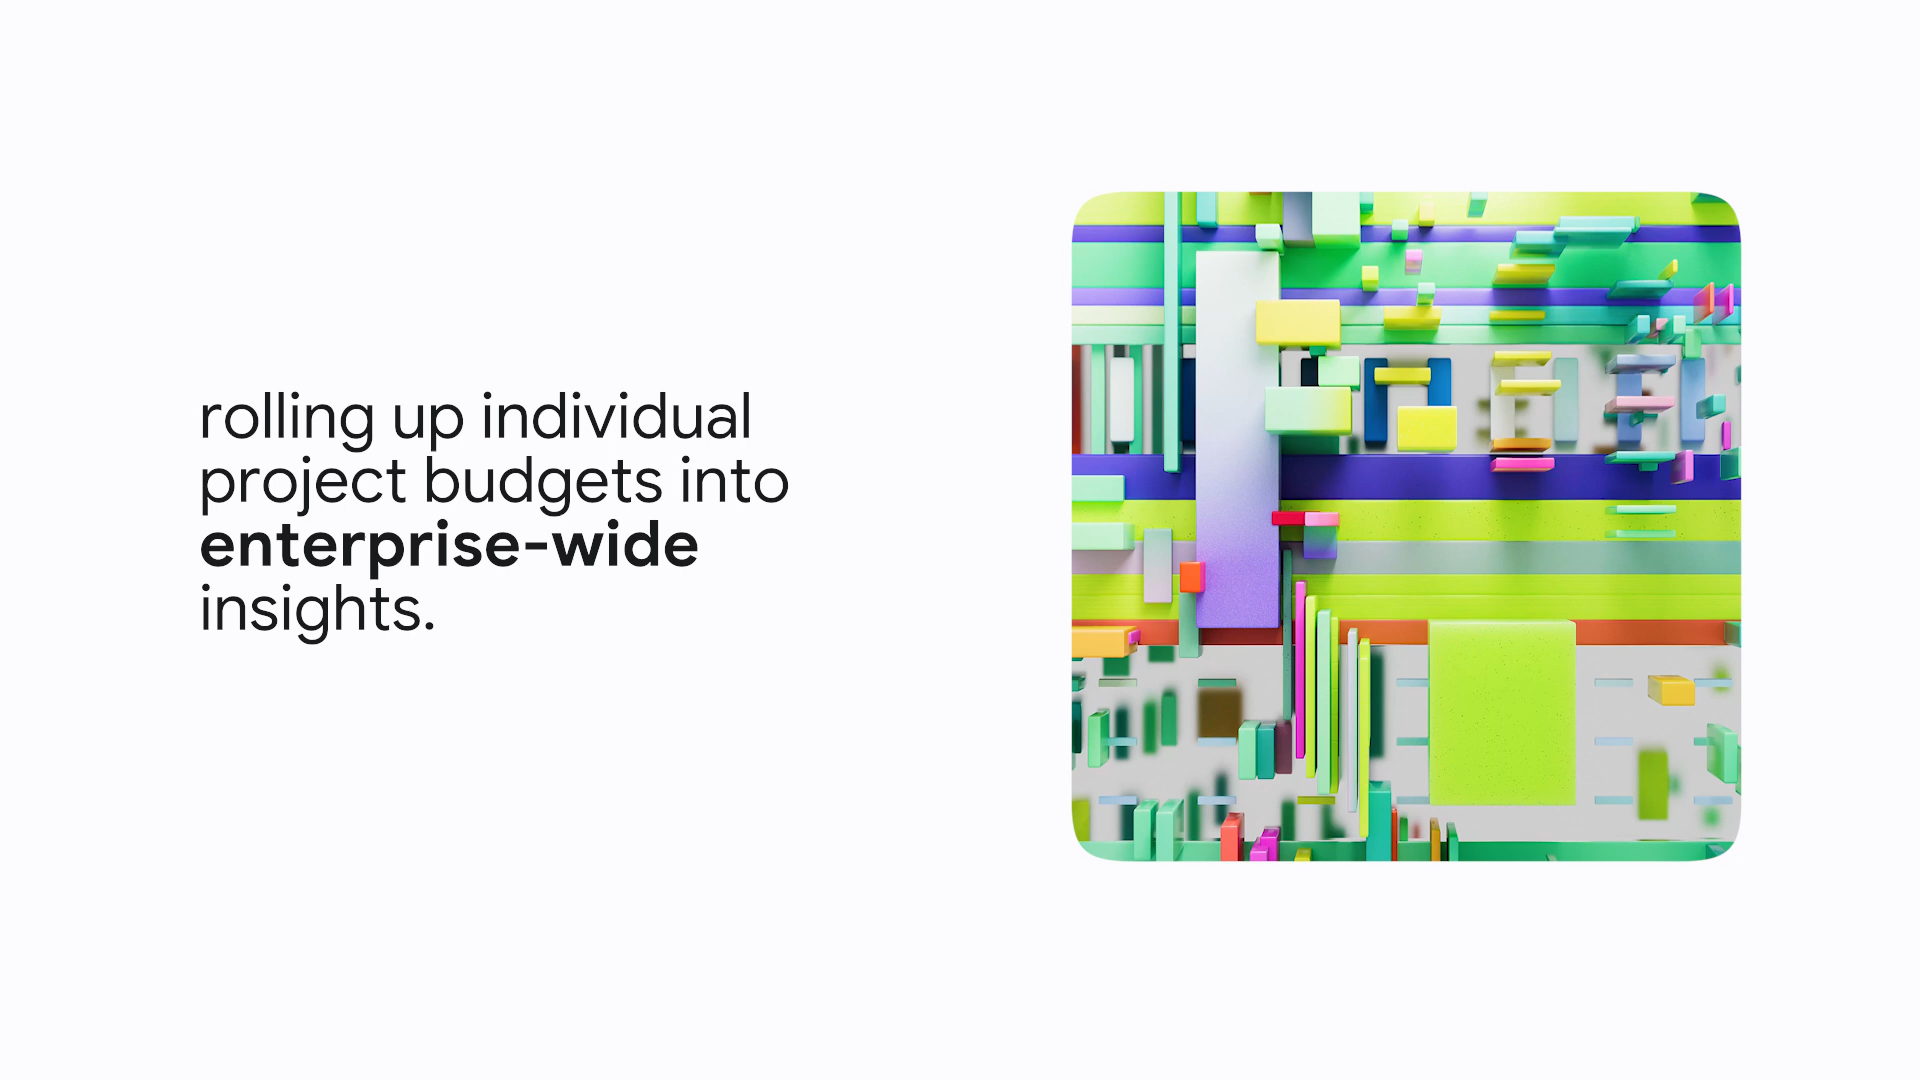 rolling up individual
project budgets into
enterprise-wide
insights.